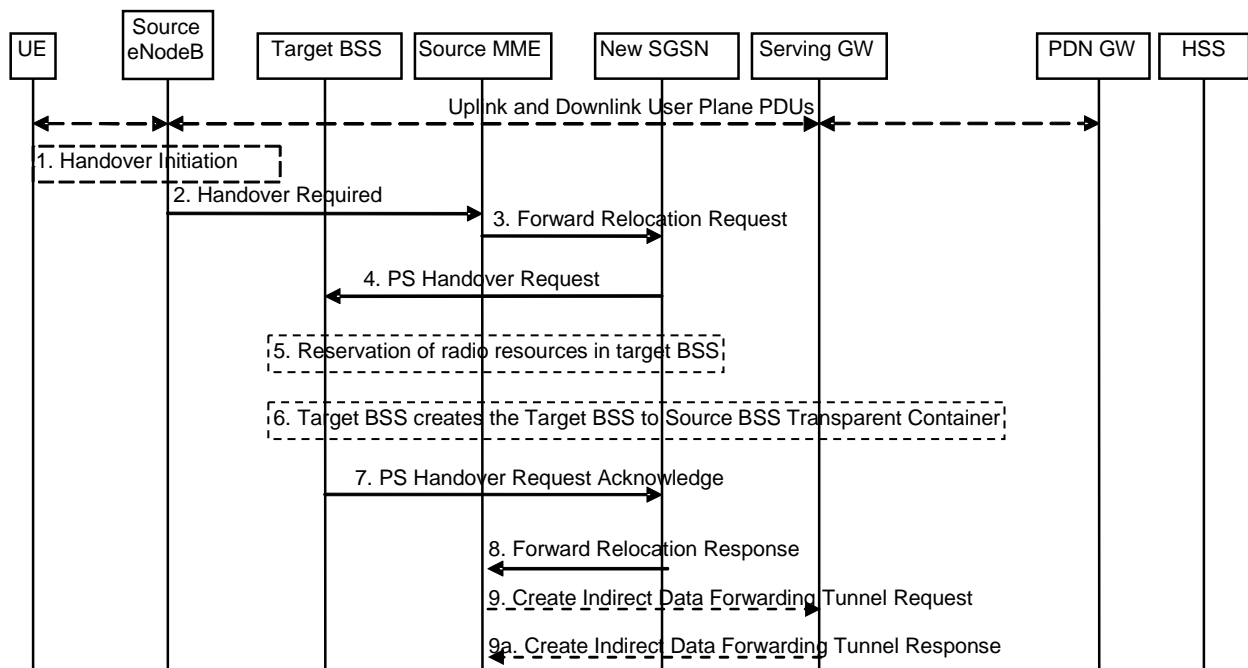 UE
Source
eNodeB
Target BSS
Source MME
New SGSN
Serving GW
PDN GW
HSS
Uplink and Downlink User Plane PDUs
1. Handover Initiation
2. Handover Required
3. Forward Relocation Request
4. PS Handover Request
5. Reservation of radio resources in target BSS
6. Target BSS creates the Target BSS to Source BSS Transparent Container
7. PS Handover Request Acknowledge
8. Forward Relocation Response
9. Create Indirect Data Forwarding Tunnel Request
9a. Create Indirect Data Forwarding Tunnel Response